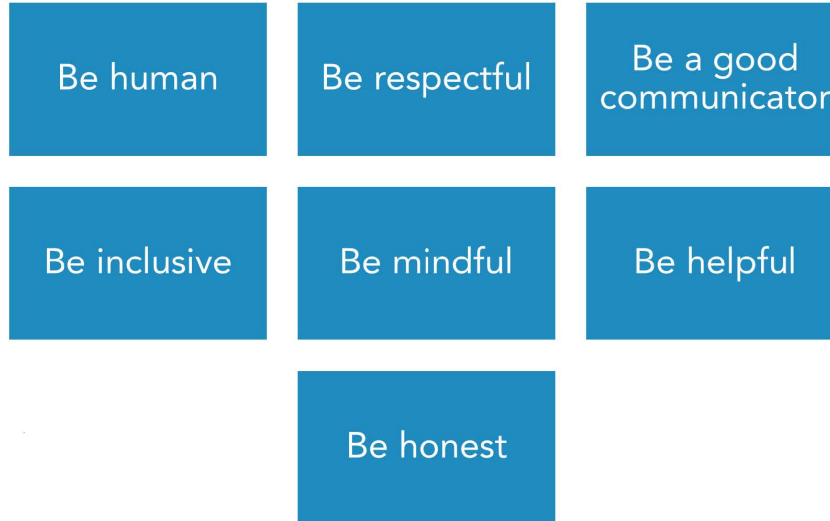 Be human
Be respectful
Be a good
communicator
Be inclusive
Be mindful
Be helpful
Be honest